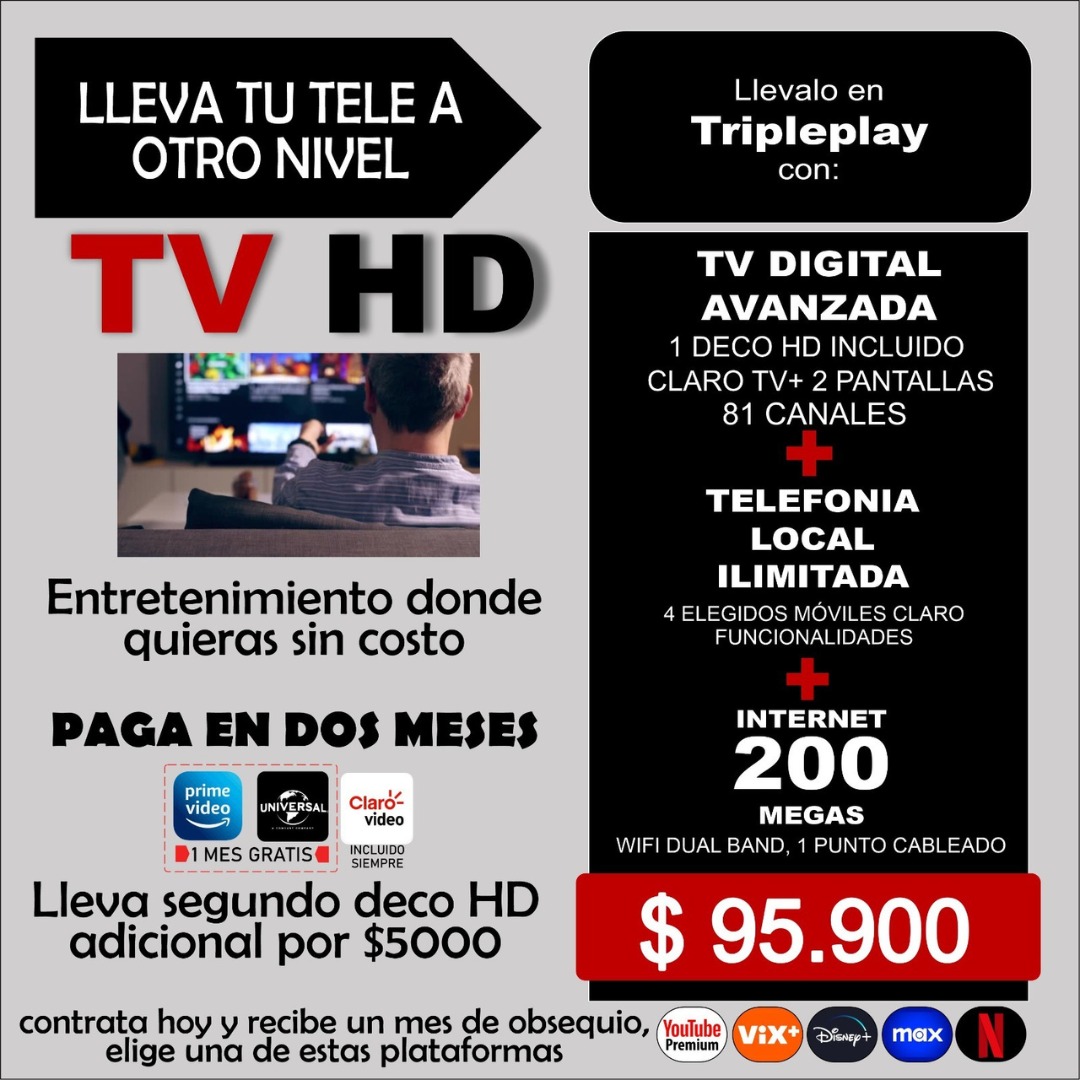 LLEVA TU TELE A
OTRO NIVEL
TV HD
Entretenimiento donde
quieras sin costo
PAGA EN DOS MESES
prime
video
UNIVERSAL
Claro
video
1 MES GRATIS
INCLUIDO
SIEMPRE
Lleva segundo deco HD
adicional por $5000
Llevalo en
Tripleplay
con:
TV DIGITAL
AVANZADA
1 DECO HD INCLUIDO
CLARO TV+ 2 PANTALLAS
81 CANALES
+
TELEFONIA
LOCAL
ILIMITADA
4 ELEGIDOS MÓVILES CLARO
FUNCIONALIDADES
+
INTERNET
200
MEGAS
WIFI DUAL BAND, 1 PUNTO CABLEADO
$ 95.900
contrata hoy y recibe un mes de obsequio,
elige una de estas plataformas
YouTube
Premium
ViX+
Disney+
max
N